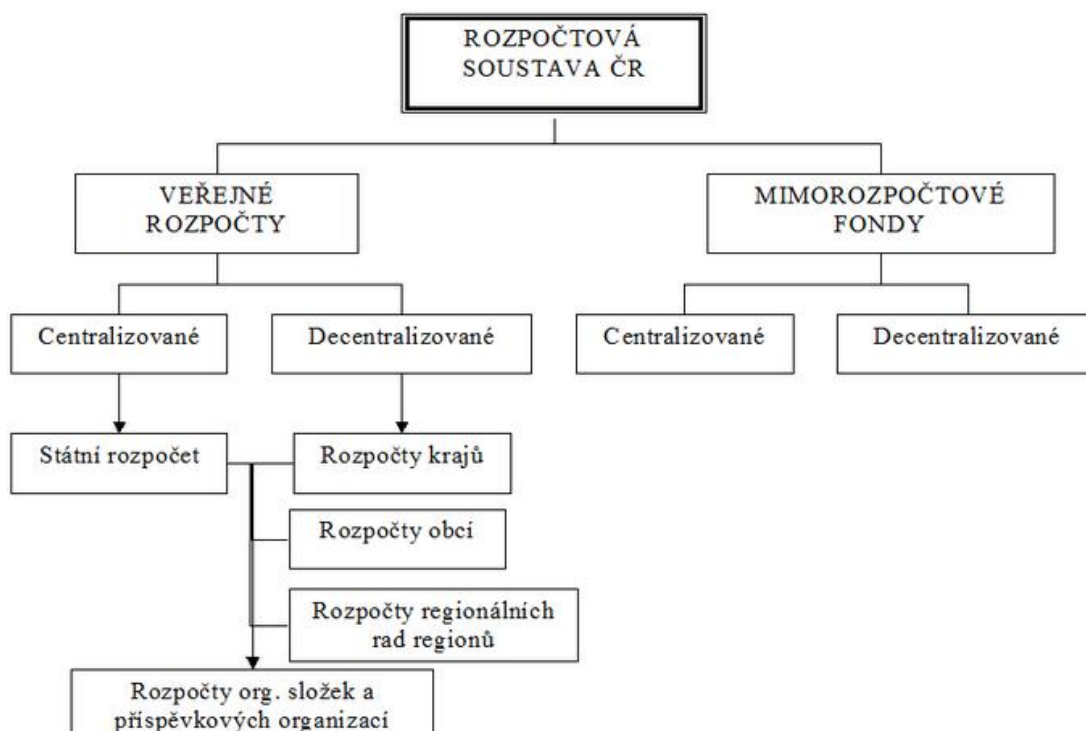 ROZPOČTOVÁ
SOUSTAVA ČR
VEŘEJNÉ
ROZPOČTY
MIMOROZPOČTOVÉ
FONDY
Centralizované
Decentralizované
Centralizované
Decentralizované
Státní rozpočet
Rozpočty krajů
Rozpočty obcí
Rozpočty regionálních
rad regionů
Rozpočty org. složek a
příspěvkových organizací